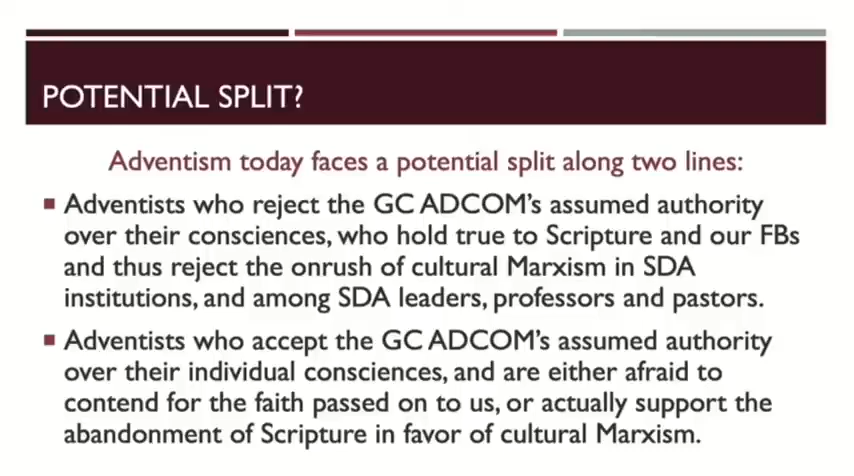 POTENTIAL SPLIT?
Adventism today faces a potential split along two lines:
Adventists who reject the GC ADCOM's assumed authority
over their consciences, who hold true to Scripture and our FBs
and thus reject the onrush of cultural Marxism in SDA
institutions, and among SDA leaders, professors and pastors.
Adventists who accept the GC ADCOM's assumed authority
over their individual consciences, and are either afraid to
contend for the faith passed on to us, or actually support the
abandonment of Scripture in favor of cultural Marxism.